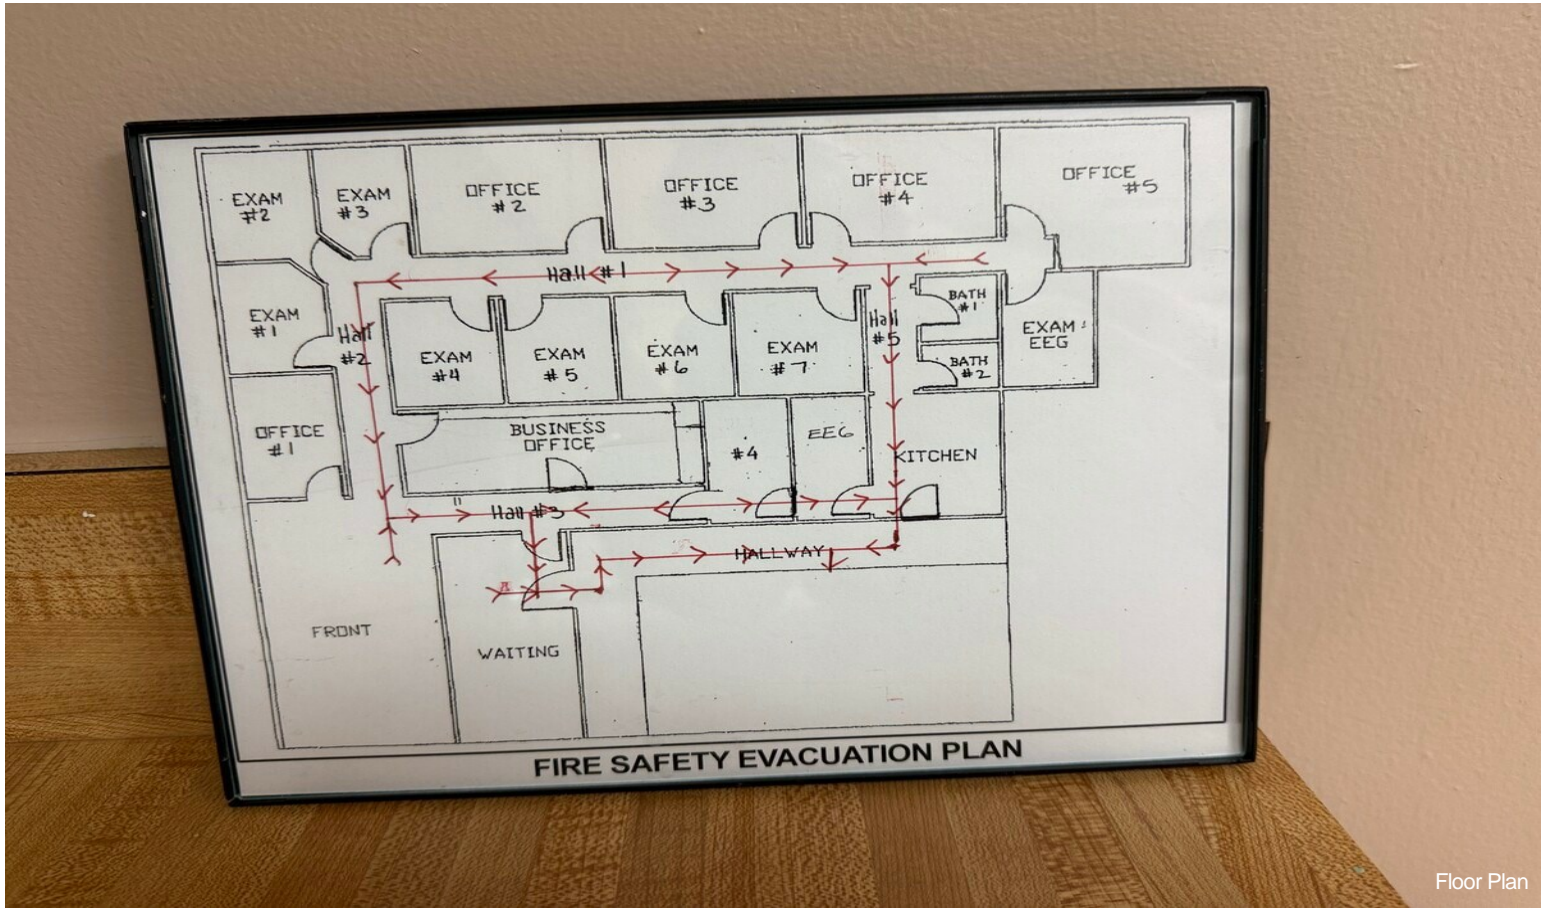 EXAM
#2
EXAM
#3
OFFICE
#2
OFFICE
#3
OFFICE
#4
OFFICE
#5
Hall #1
EXAM
#1
Hall
#2
EXAM
#4
EXAM
#5
EXAM
#6
EXAM
#7
Hall
#5
BATH
#1
BATH
#2
EXAM
EEG
OFFICE
#1
BUSINESS
OFFICE
#4
EEG
KITCHEN
Hall #3
HALLWAY
FRONT
WAITING
FIRE SAFETY EVACUATION PLAN
Floor Plan